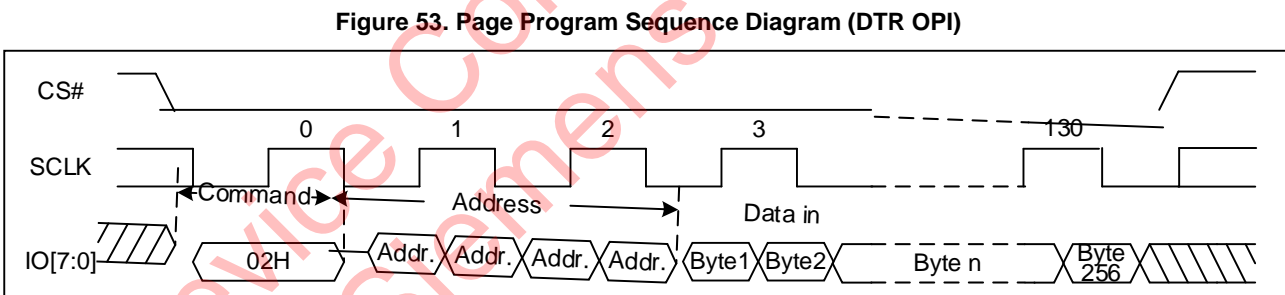 Figure 53. Page Program Sequence Diagram (DTR OPI)
CS#
0 1 2 3 130
SCLK
Command
Address
Data in
IO[7:0]
02H
Addr. Addr. Addr. Addr. Byte1 Byte2 Byte n Byte 256